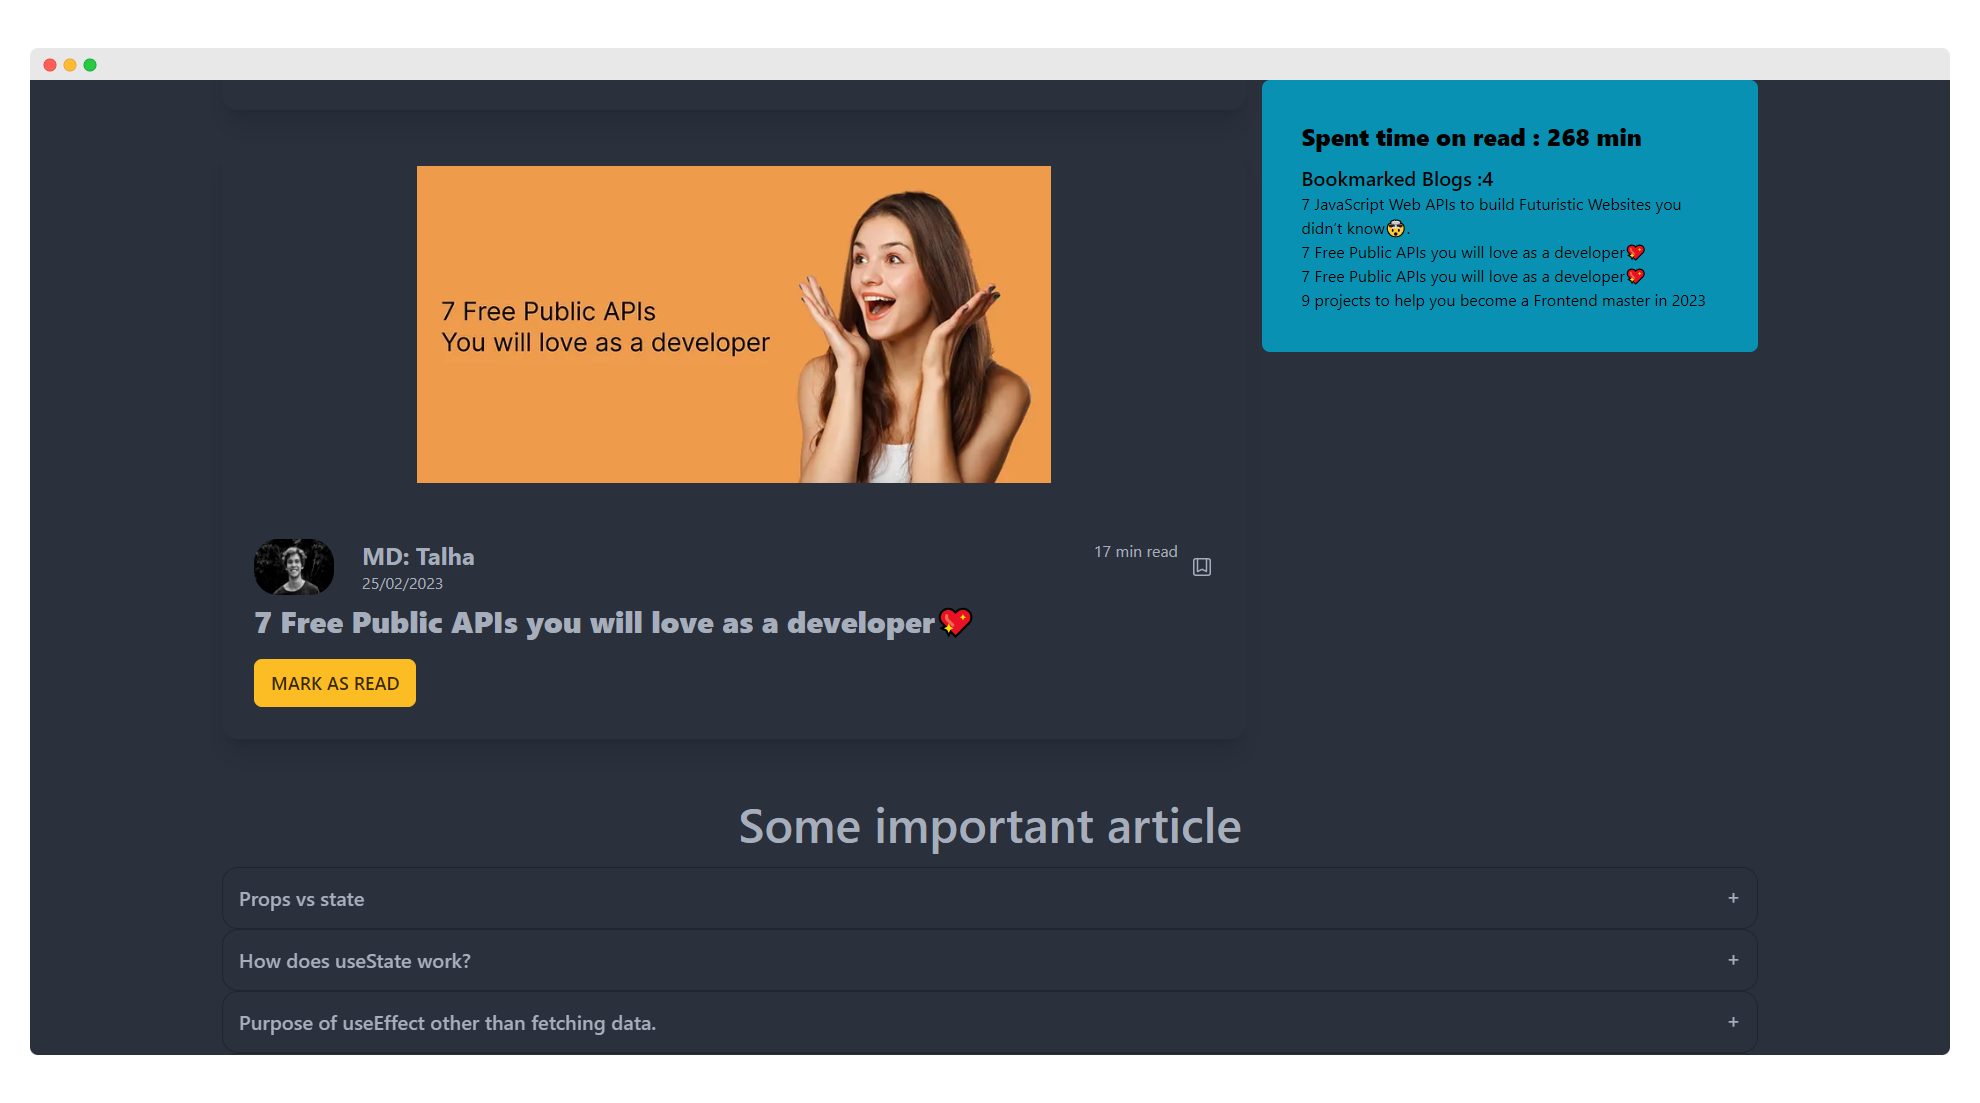 7 Free Public APIs
You will love as a developer
MD: Talha
25/02/2023
17 min read
7 Free Public APIs you will love as a developer💖
MARK AS READ
Spent time on read : 268 min
Bookmarked Blogs :4
7 JavaScript Web APIs to build Futuristic Websites you
didn't know🤯.
7 Free Public APIs you will love as a developer💖
7 Free Public APIs you will love as a developer💖
9 projects to help you become a Frontend master in 2023
Some important article
Props vs state
+
How does useState work?
+
Purpose of useEffect other than fetching data.
+